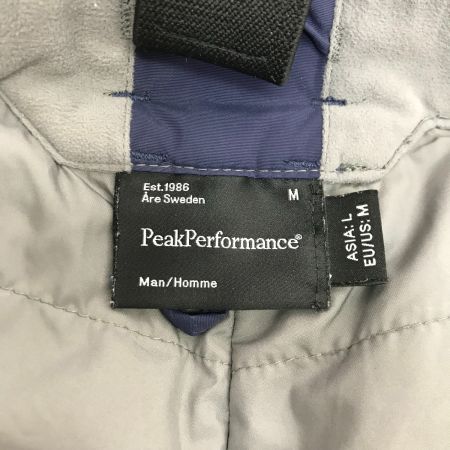 Est.1986
Åre Sweden
M
PeakPerformance®
Man/Homme
ASIA: L
EU/US: M